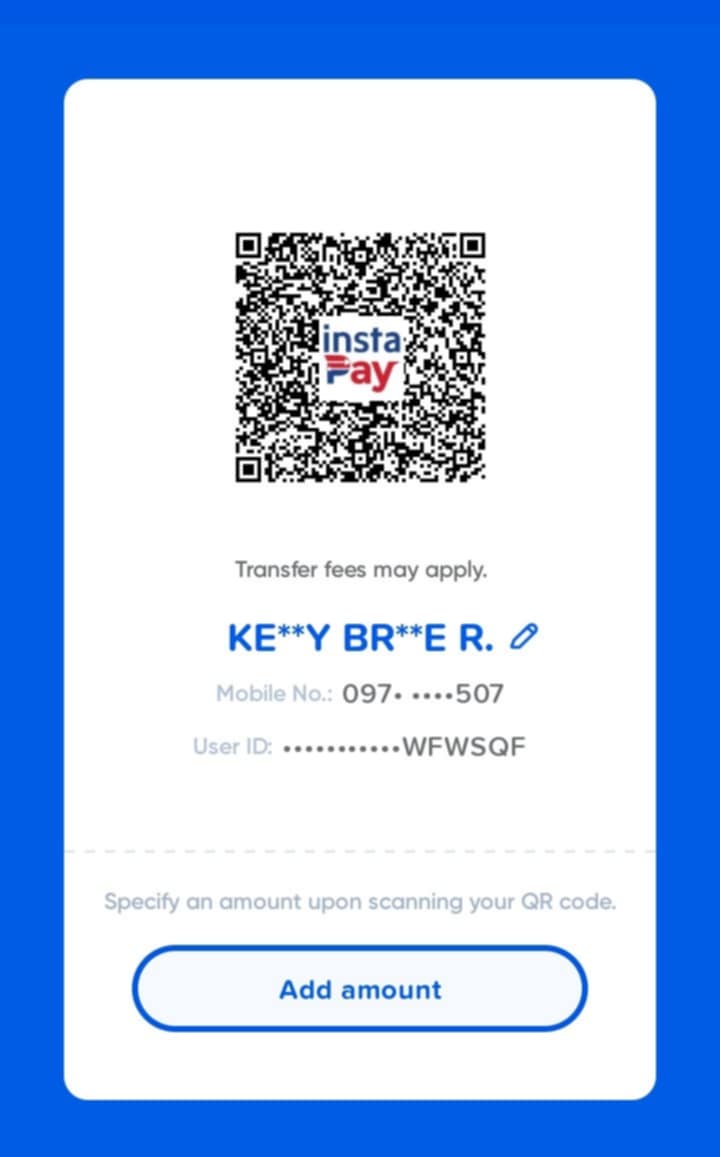 insta
Pay
Transfer fees may apply.
KE**Y BR**E R.
Mobile No.: 097• ••••507
User ID: •••••••••••WFWSQF
Specify an amount upon scanning your QR code.
Add amount